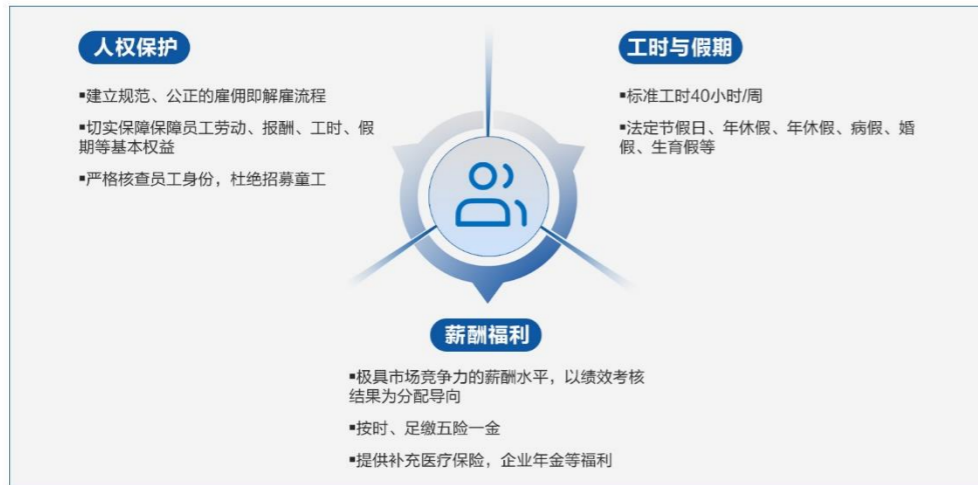 人权保护
▪建立规范、公正的雇佣即解雇流程
▪切实保障保障员工劳动、报酬、工时、假
期等基本权益
▪严格核查员工身份，杜绝招募童工
工时与假期
▪标准工时40小时/周
▪法定节假日、年休假、年休假、病假、婚
假、生育假等
薪酬福利
▪极具市场竞争力的薪酬水平，以绩效考核
结果为分配导向
▪按时、足缴五险一金
▪提供补充医疗保险，企业年金等福利